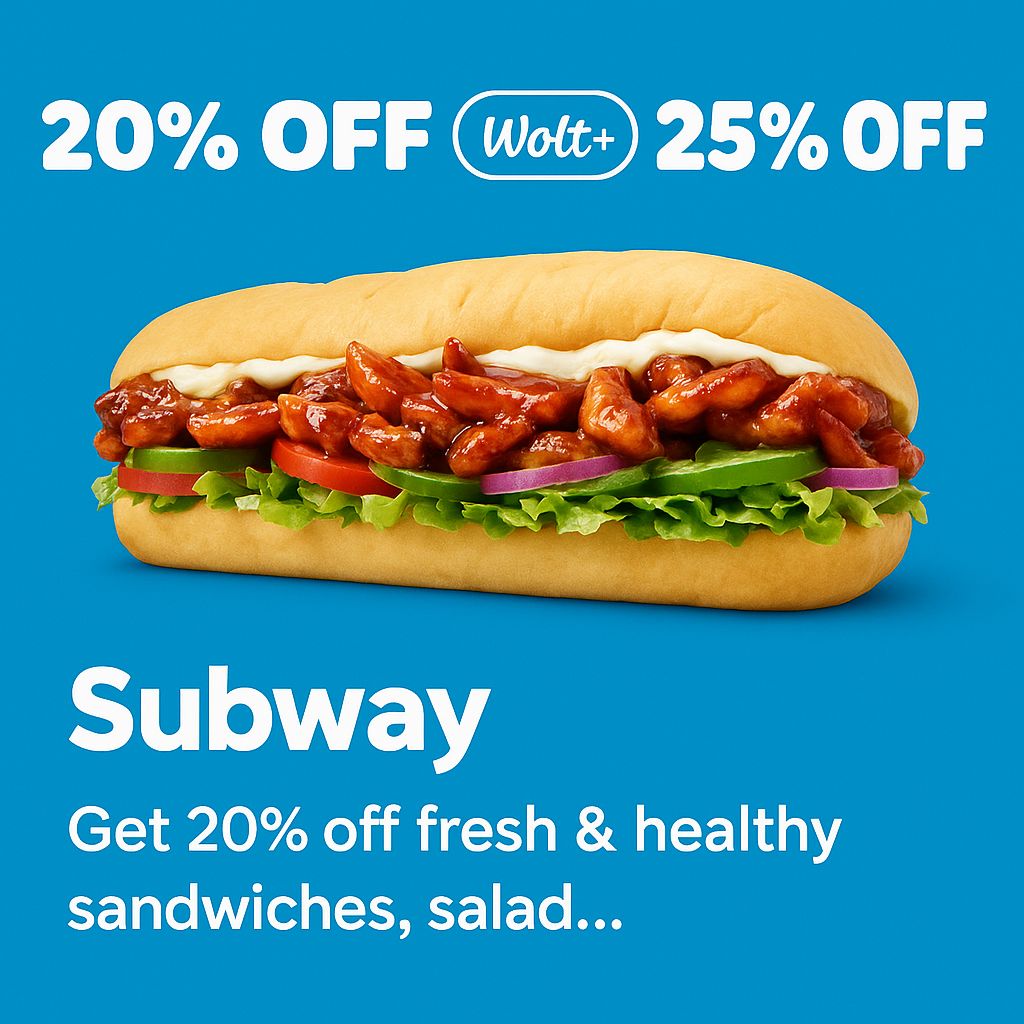 20% OFF Wolt+ 25% OFF
Subway
Get 20% off fresh & healthy
sandwiches, salad...